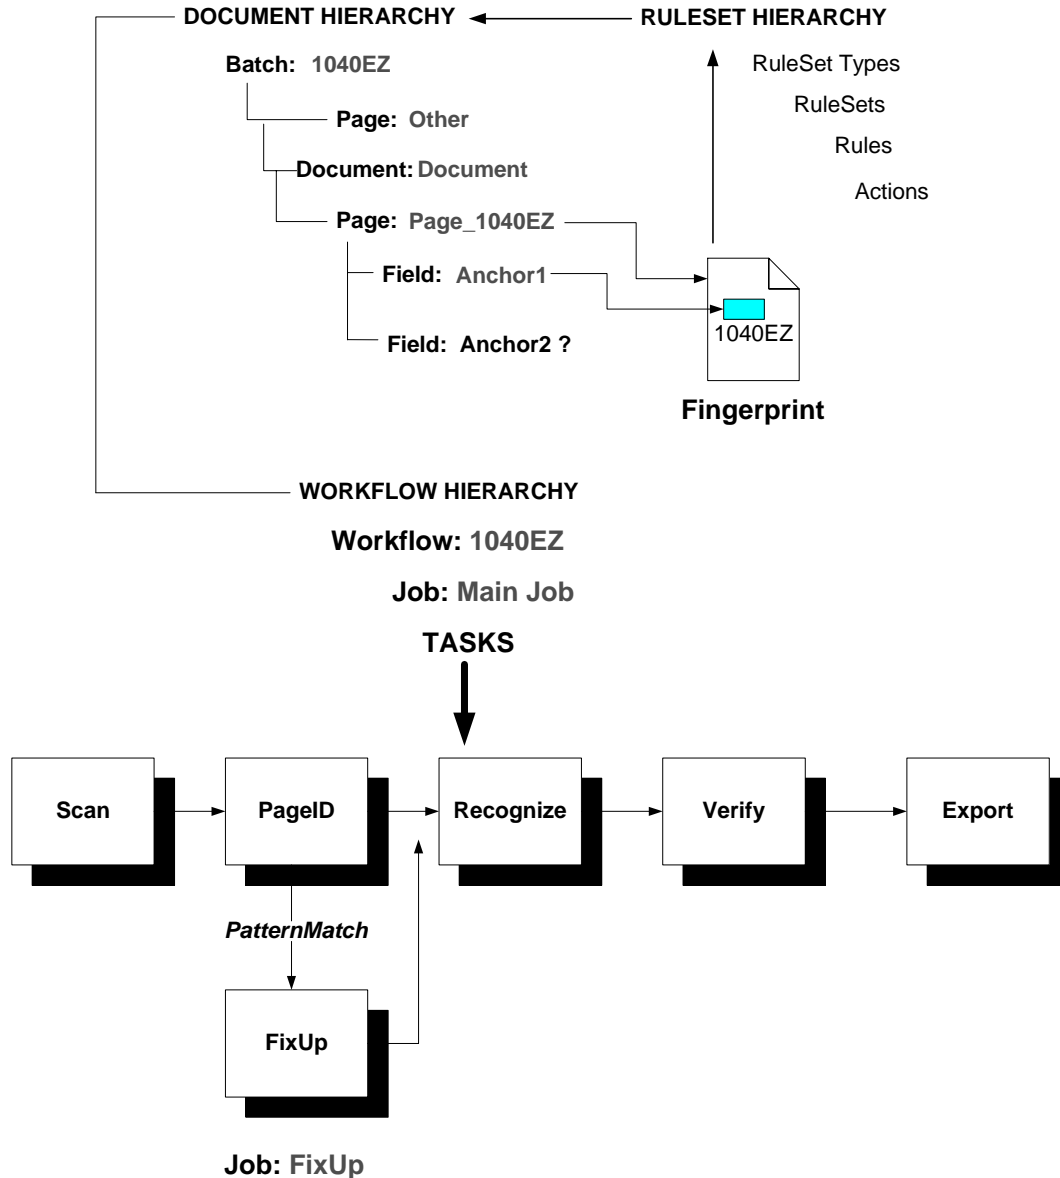 DOCUMENT HIERARCHY
RULESET HIERARCHY
Batch: 1040EZ
RuleSet Types
RuleSets
Page: Other
Rules
Document: Document
Actions
Page: Page_1040EZ
Field: Anchor1
1040EZ
Field: Anchor2 ?
Fingerprint
WORKFLOW HIERARCHY
Workflow: 1040EZ
Job: Main Job
TASKS
Scan
PageID
Recognize
Verify
Export
PatternMatch
FixUp
Job: FixUp